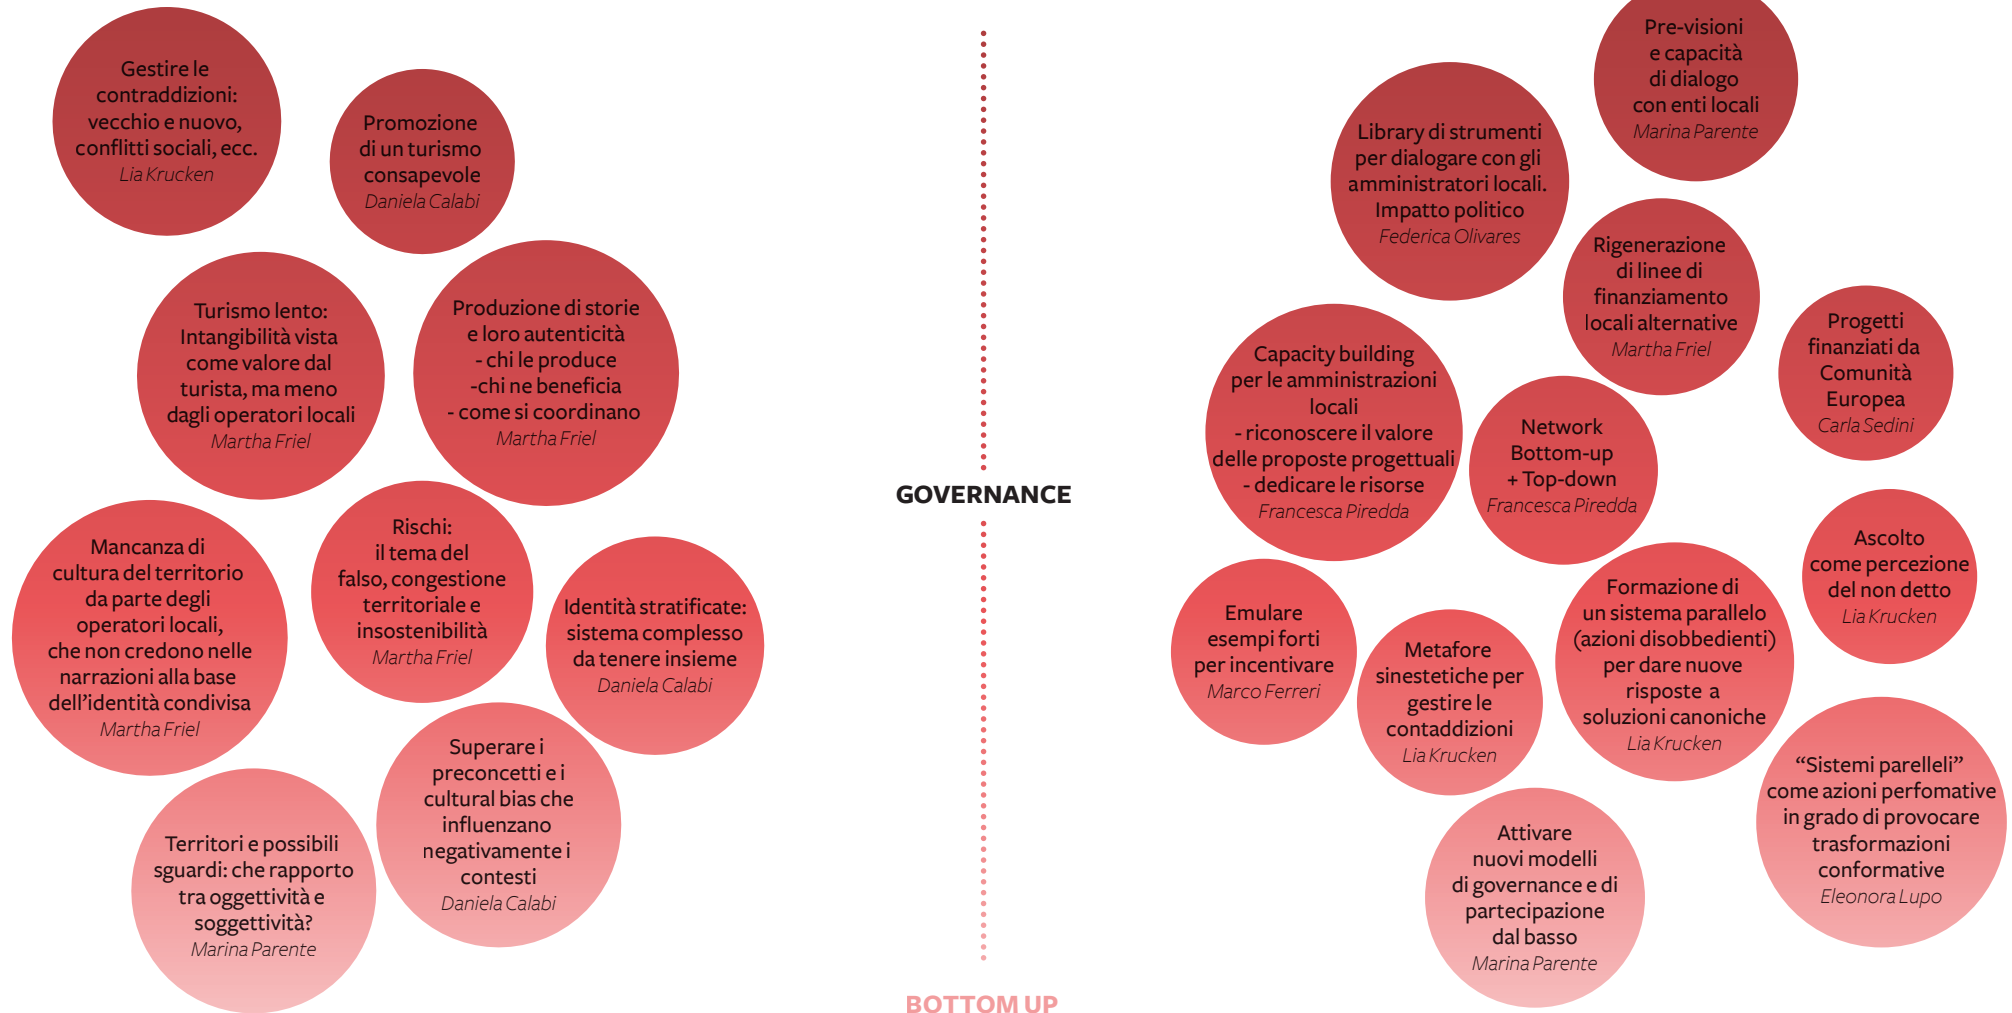 Gestire le
contraddizioni:
vecchio e nuovo,
conflitti sociali, ecc.
Lia Krucken
Promozione
di un turismo
consapevole
Daniela Calabi
Turismo lento:
Intangibilità vista
come valore dal
turista, ma meno
dagli operatori locali
Martha Friel
Produzione di storie
e loro autenticità
- chi le produce
-chi ne beneficia
- come si coordinano
Martha Friel
Mancanza di
cultura del territorio
da parte degli
operatori locali,
che non credono nelle
narrazioni alla base
dell’identità condivisa
Martha Friel
Rischi:
il tema del
falso, congestione
territoriale e
insostenibilità
Martha Friel
Identità stratificate:
sistema complesso
da tenere insieme
Daniela Calabi
Superare i
preconcetti e i
cultural bias che
influenzano
negativamente i
contesti
Daniela Calabi
Territori e possibili
sguardi: che rapporto
tra oggettività e
soggettività?
Marina Parente
GOVERNANCE
BOTTOM UP
Pre-visioni
e capacità
di dialogo
con enti locali
Marina Parente
Library di strumenti
per dialogare con gli
amministratori locali.
Impatto politico
Federica Olivares
Rigenerazione
di linee di
finanziamento
locali alternative
Martha Friel
Progetti
finanziati da
Comunità
Europea
Carla Sedini
Capacity building
per le amministrazioni
locali
- riconoscere il valore
delle proposte progettuali
- dedicare le risorse
Francesca Piredda
Network
Bottom-up
+ Top-down
Francesca Piredda
Ascolto
come percezione
del non detto
Lia Krucken
Emulare
esempi forti
per incentivare
Marco Ferreri
Metafore
sinestetiche per
gestire le
contaddizioni
Lia Krucken
Formazione di
un sistema parallelo
(azioni disobbedienti)
per dare nuove
risposte a
soluzioni canoniche
Lia Krucken
“Sistemi parelleli”
come azioni perfomative
in grado di provocare
trasformazioni
conformative
Eleonora Lupo
Attivare
nuovi modelli
di governance e di
partecipazione
dal basso
Marina Parente